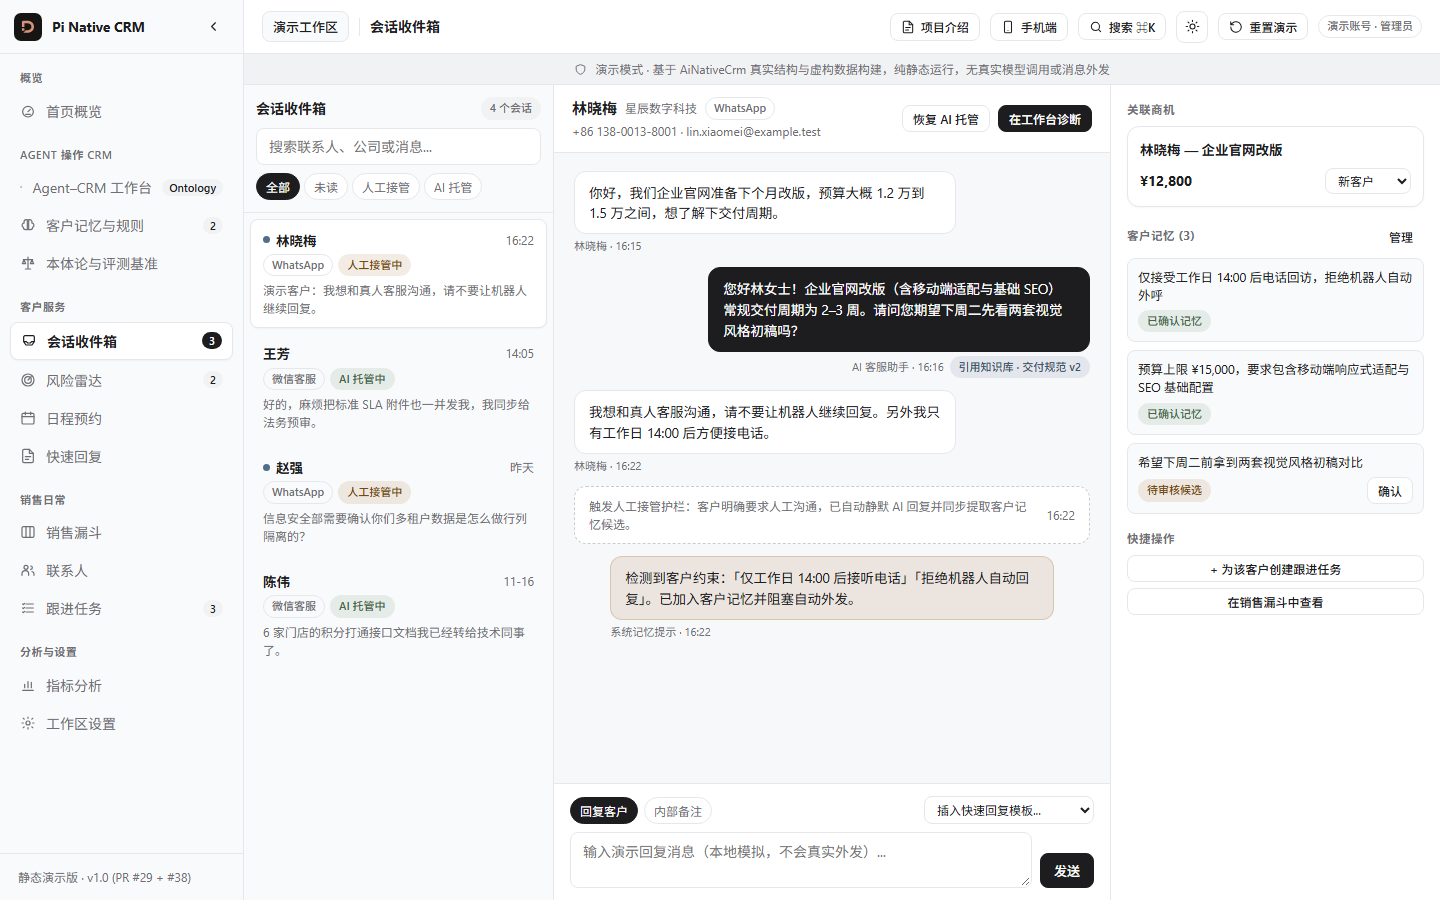 Pi Native CRM
概览
首页概览
AGENT 操作 CRM
Agent–CRM 工作台 Ontology
客户记忆与规则 2
本体论与评测基准
客户服务
会话收件箱 3
风险雷达 2
日程预约
快速回复
销售日常
销售漏斗
联系人
跟进任务 3
分析与设置
指标分析
工作区设置
静态演示版 · v1.0 (PR #29 + #38)
演示工作区 会话收件箱
项目介绍 手机端 搜索 ⌘K 重置演示 演示账号 · 管理员
演示模式 · 基于 AiNativeCrm 真实结构与虚构数据构建，纯静态运行，无真实模型调用或消息外发
会话收件箱 4 个会话
搜索联系人、公司或消息...
全部 未读 人工接管 AI 托管
林晓梅 16:22
WhatsApp 人工接管中
演示客户：我想和真人客服沟通，请不要让机器人
继续回复。
王芳 14:05
微信客服 AI 托管中
好的，麻烦把标准 SLA 附件也一并发我，我同步给
法务预审。
赵强 昨天
WhatsApp 人工接管中
信息安全部需要确认你们多租户数据是怎么做行列
隔离的？
陈伟 11-16
微信客服 AI 托管中
6 家门店的积分打通接口文档我已经转给技术同事
了。
林晓梅 星辰数字科技 WhatsApp
+86 138-0013-8001 · lin.xiaomei@example.test
恢复 AI 托管 在工作台诊断
你好，我们企业官网准备下个月改版，预算大概 1.2 万到
1.5 万之间，想了解下交付周期。
林晓梅 · 16:15
您好林女士！企业官网改版（含移动端适配与基础 SEO）
常规交付周期为 2–3 周。请问您期望下周二先看两套视觉
风格初稿吗？
AI 客服助手 · 16:16 引用知识库 · 交付规范 v2
我想和真人客服沟通，请不要让机器人继续回复。另外我只
有工作日 14:00 后方便接电话。
林晓梅 · 16:22
触发人工接管护栏：客户明确要求人工沟通，已自动静默 AI 回复并同步提取客户记
忆候选。 16:22
检测到客户约束：「仅工作日 14:00 后接听电话」「拒绝机器人自动回
复」。已加入客户记忆并阻塞自动外发。
系统记忆提示 · 16:22
回复客户 内部备注 插入快速回复模板...
输入演示回复消息（本地模拟，不会真实外发）...
发送
关联商机
林晓梅 — 企业官网改版
¥12,800 新客户
客户记忆 (3) 管理
仅接受工作日 14:00 后电话回访，拒绝机器人自动
外呼
已确认记忆
预算上限 ¥15,000，要求包含移动端响应式适配与
SEO 基础配置
已确认记忆
希望下周二前拿到两套视觉风格初稿对比
待审核候选 确认
快捷操作
+ 为该客户创建跟进任务
在销售漏斗中查看